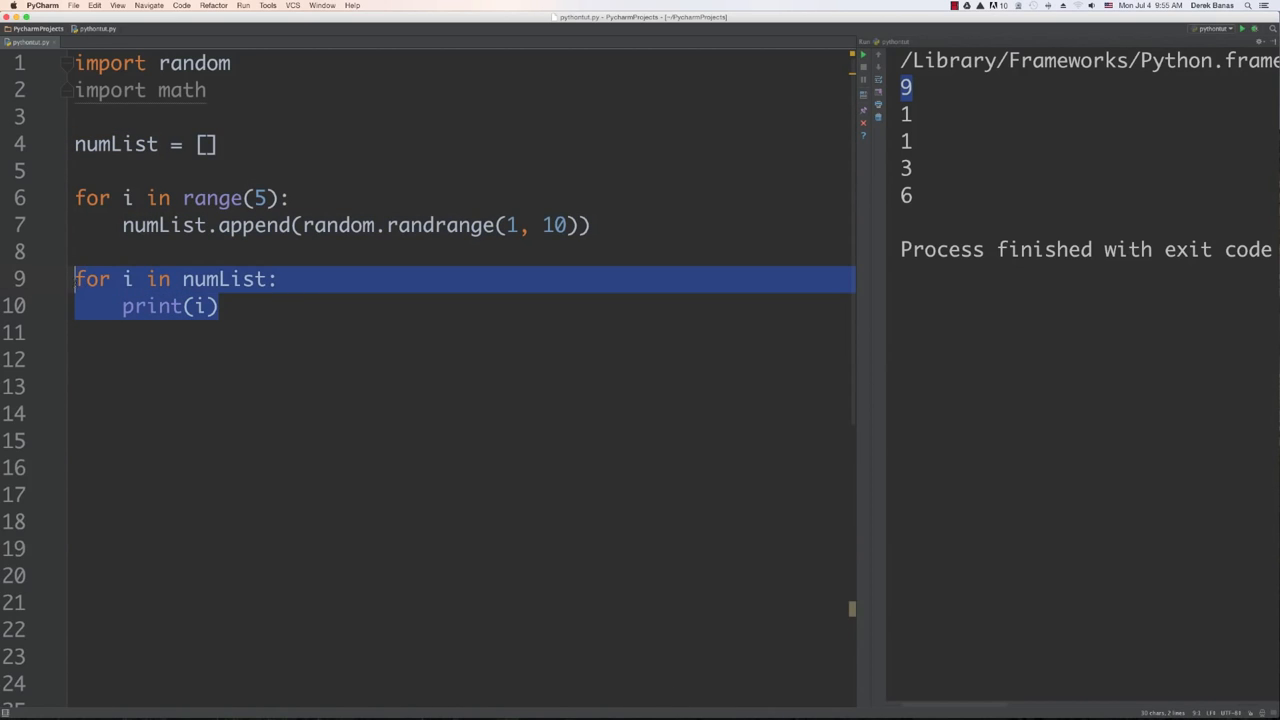 PyCharm File Edit View Navigate Code Refactor Run Tools VCS Window Help
10 Mon Jul 4 9:55 AM Derek Banas
pythontut.py - PycharmProjects - [~/PycharmProjects]
PycharmProjects pythontut.py
pythontut
pythontut.py
Run: pythontut
1 import random
2 import math
3
4 numList = []
5
6 for i in range(5):
7 numList.append(random.randrange(1, 10))
8
9 for i in numList:
10 print(i)
11
12
13
14
15
16
17
18
19
20
21
22
23
24
/Library/Frameworks/Python.frame
9
1
1
3
6
Process finished with exit code
30 chars, 2 lines 9:1 LF÷ UTF-8÷